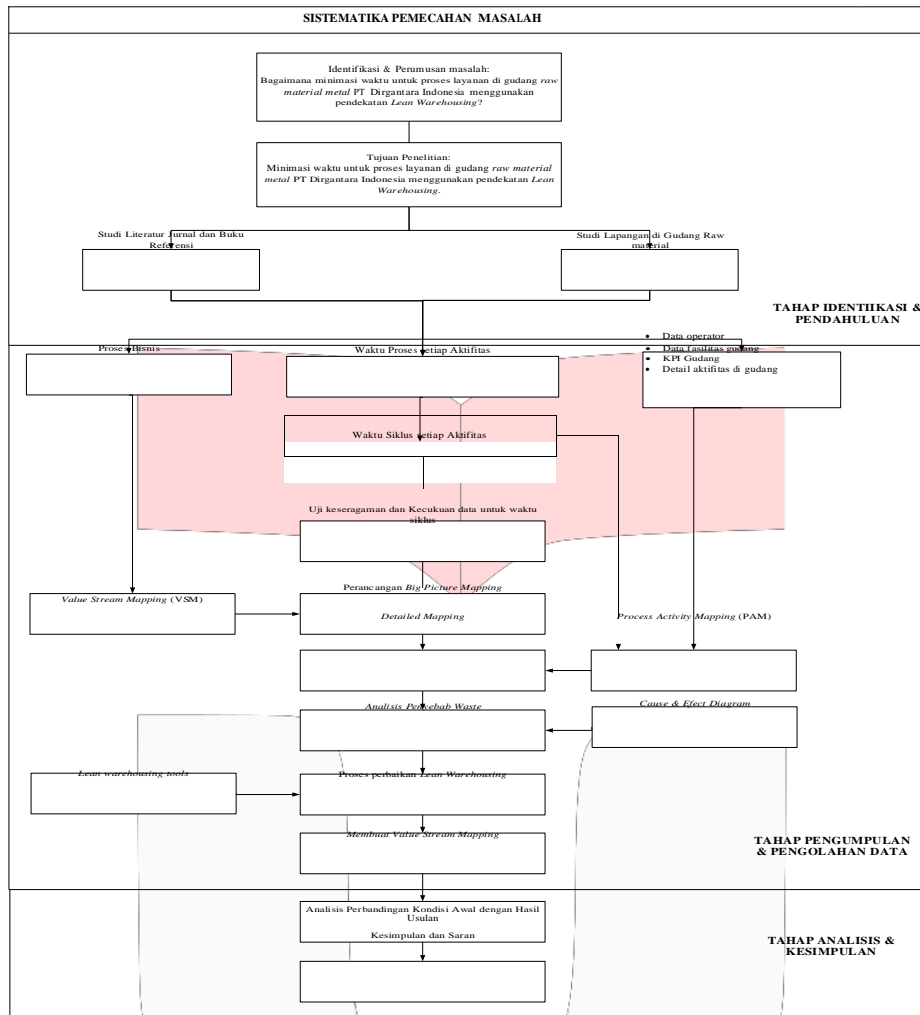 SISTEMATIKA PEMECAHAN MASALAH
Identifikasi & Perumusan masalah:
Bagaimana minimasi waktu untuk proses layanan di gudang raw
material metal PT Dirgantara Indonesia menggunakan
pendekatan Lean Warehousing?
Tujuan Penelitian:
Minimasi waktu untuk proses layanan di gudang raw material
metal PT Dirgantara Indonesia menggunakan pendekatan Lean
Warehousing.
Studi Literatur Jurnal dan Buku
Referensi
Studi Lapangan di Gudang Raw
material
TAHAP IDENTIIKASI &
PENDAHULUAN
Proses Bisnis
Waktu Proses setiap Aktifitas
• Data operator
• Data fasilitas gudang
• KPI Gudang
• Detail aktifitas di gudang
Waktu Siklus setiap Aktifitas
Uji keseragaman dan Kecukuan data untuk waktu
siklus
Perancangan Big Picture Mapping
Value Stream Mapping (VSM)
Detailed Mapping
Process Activity Mapping (PAM)
Analisis Penyebab Waste
Cause & Efect Diagram
Lean warehousing tools
Proses perbaikan Lean Warehousing
Membuat Value Stream Mapping
TAHAP PENGUMPULAN
& PENGOLAHAN DATA
Analisis Perbandingan Kondisi Awal dengan Hasil
Usulan
Kesimpulan dan Saran
TAHAP ANALISIS &
KESIMPULAN